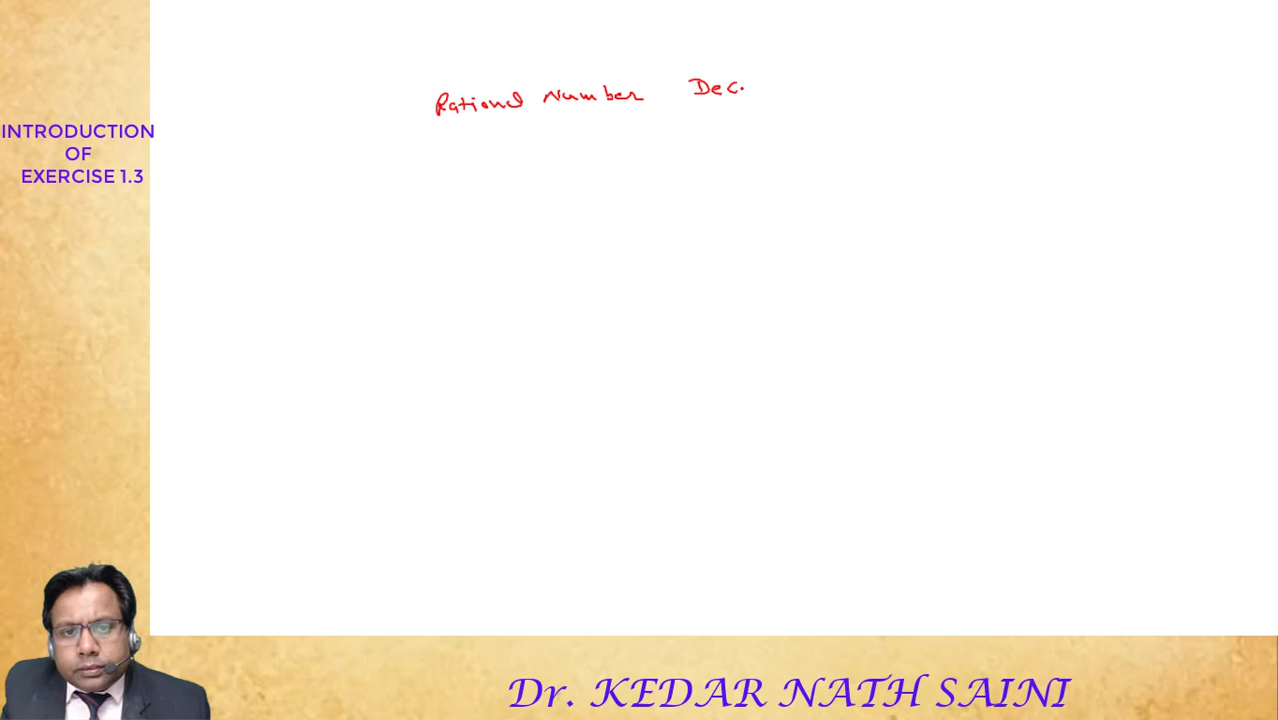 Rational Number Dec.
INTRODUCTION
OF
EXERCISE 1.3
Dr. KEDAR NATH SAINI